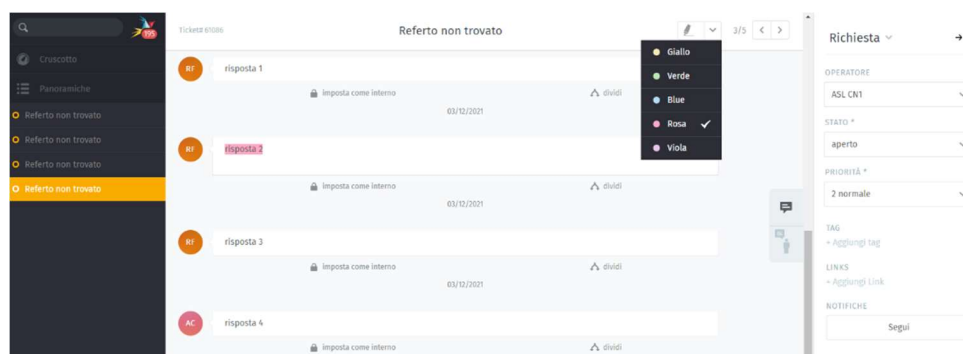 195
Cruscotto
Panoramiche
Referto non trovato
Referto non trovato
Referto non trovato
Referto non trovato
Ticket# 61086
Referto non trovato
3/5
Giallo
Verde
Blue
Rosa
Viola
RF
risposta 1
imposta come interno
dividi
03/12/2021
RF
risposta 2
imposta come interno
dividi
03/12/2021
RF
risposta 3
imposta come interno
dividi
03/12/2021
AC
risposta 4
imposta come interno
dividi
Richiesta
OPERATORE
ASL CN1
STATO *
aperto
PRIORITÀ *
2 normale
TAG
+ Aggiungi tag
LINKS
+ Aggiungi Link
NOTIFICHE
Segui